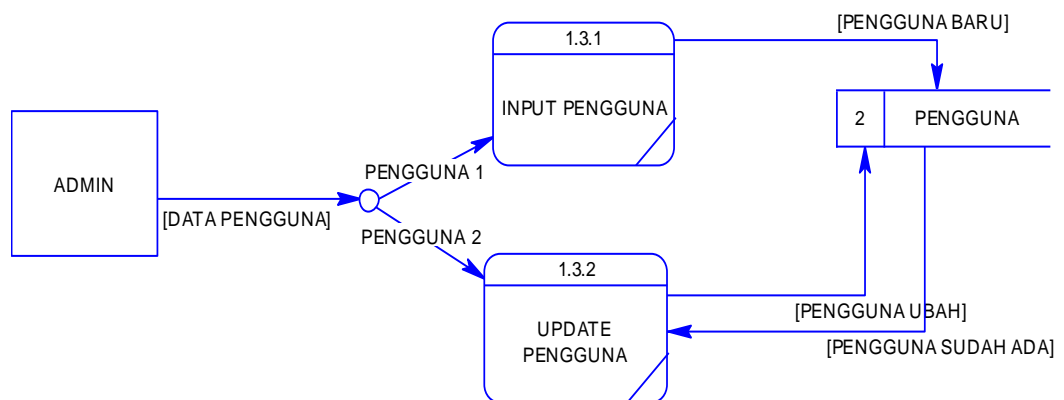 [PENGGUNA BARU]
1.3.1
INPUT PENGGUNA
2
PENGGUNA
ADMIN
PENGGUNA 1
[DATA PENGGUNA]
PENGGUNA 2
1.3.2
[PENGGUNA UBAH]
UPDATE
PENGGUNA
[PENGGUNA SUDAH ADA]